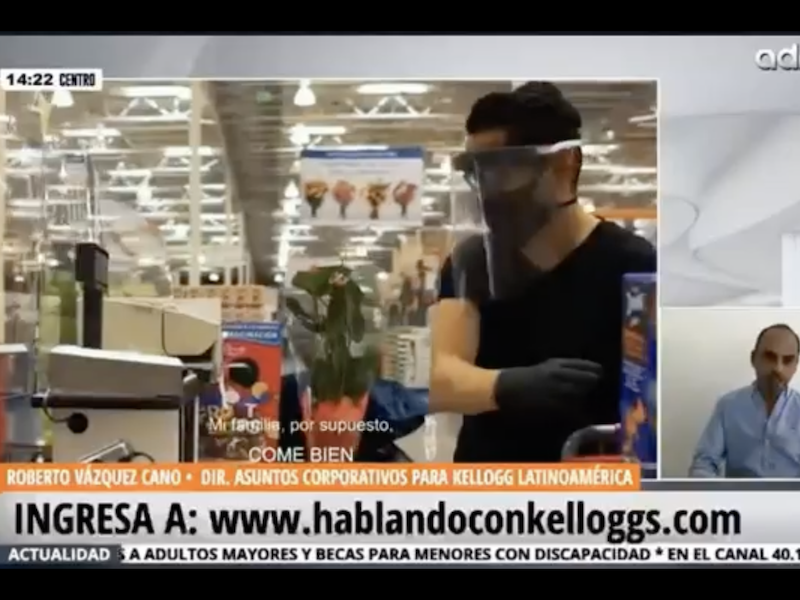 14:22 CENTRO
adn
Mi familia, por supuesto,
COME BIEN
ROBERTO VÁZQUEZ CANO • DIR. ASUNTOS CORPORATIVOS PARA KELLOGG LATINOAMÉRICA
INGRESA A: www.hablandoconkelloggs.com
ACTUALIDAD S A ADULTOS MAYORES Y BECAS PARA MENORES CON DISCAPACIDAD * EN EL CANAL 40.1